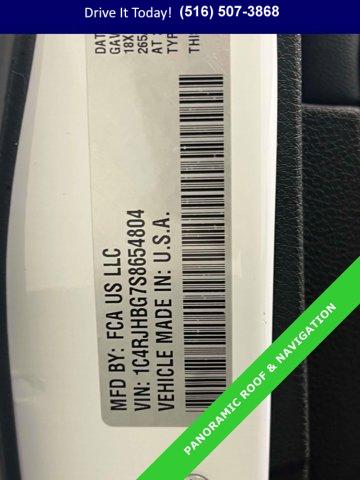 Drive It Today! (516) 507-3868
MFD BY: FCA US LLC
VIN: 1C4RJHBG7S8654804
VEHICLE MADE IN: U.S.A.
PANORAMIC ROOF & NAVIGATION